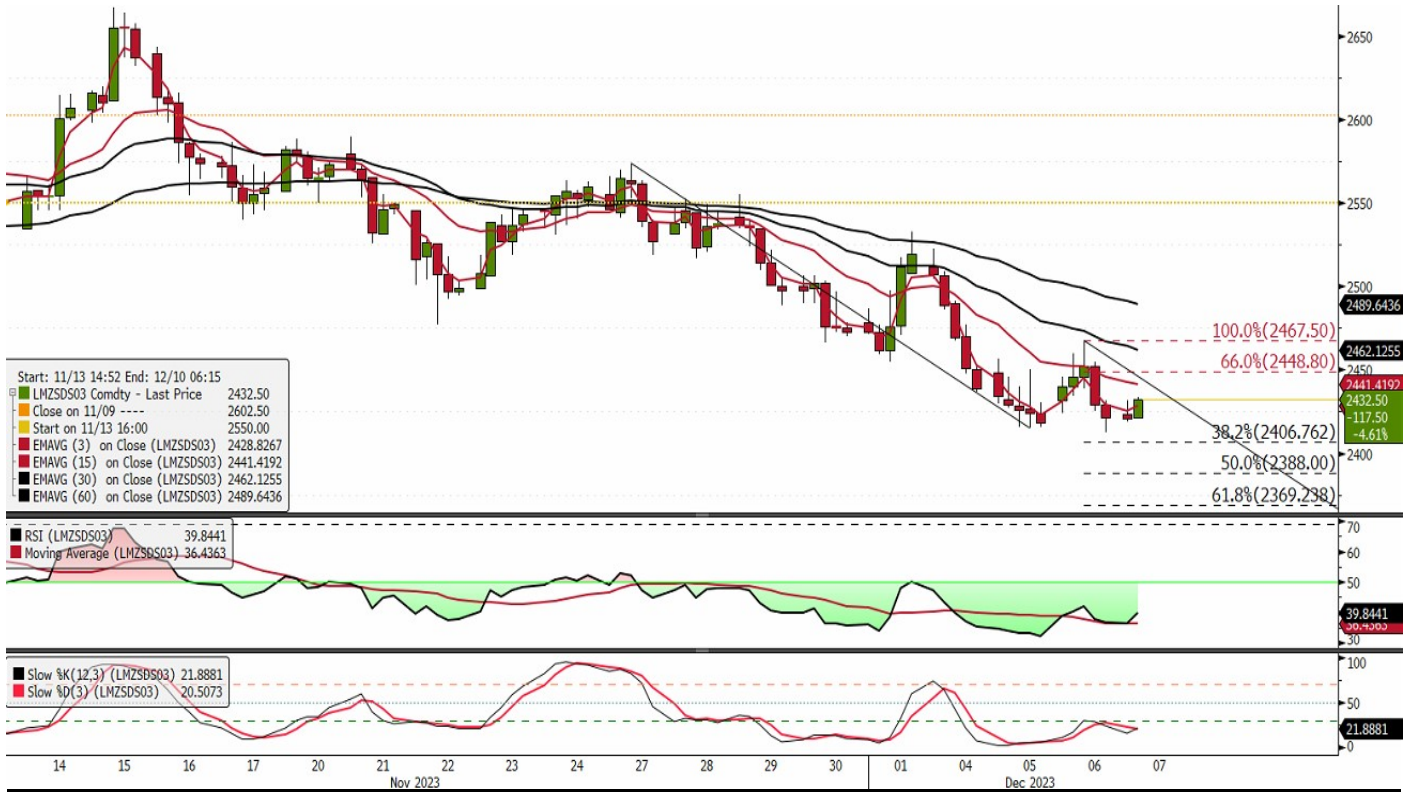 2650
2600
2550
2500
2489.6436
100.0%(2467.50)
2462.1255
66.0%(2448.80)
2450
2441.4192
2432.50
-117.50
-4.61%
38.2%(2406.762)
2400
50.0%(2388.00)
61.8%(2369.238)
Start: 11/13 14:52 End: 12/10 06:15
LMZSDS03 Comdty - Last Price 2432.50
Close on 11/09 ---- 2602.50
Start on 11/13 16:00 2550.00
EMAVG (3) on Close (LMZSDS03) 2428.8267
EMAVG (15) on Close (LMZSDS03) 2441.4192
EMAVG (30) on Close (LMZSDS03) 2462.1255
EMAVG (60) on Close (LMZSDS03) 2489.6436
RSI (LMZSDS03) 39.8441
Moving Average (LMZSDS03) 36.4363
70
60
50
39.8441
36.4363
30
Slow %K(12,3) (LMZSDS03) 21.8881
Slow %D(3) (LMZSDS03) 20.5073
100
50
21.8881
0
14 15 16 17 20 21 22 23 24 27 28 29 30 01 04 05 06 07
Nov 2023 Dec 2023